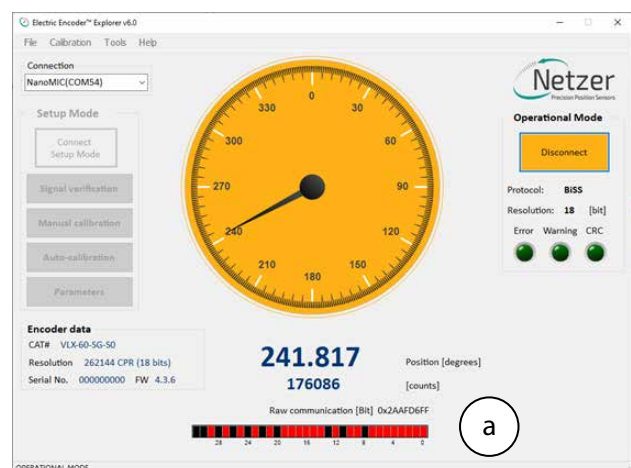 Electric Encoder™ Explorer v6.0
File Calibration Tools Help
Connection
NanoMIC(COM54)
Setup Mode
Connect
Setup Mode
Signal verification
Manual calibration
Auto-calibration
Parameters
0
30
60
90
120
150
180
210
240
270
300
330
Netzer
Precision Position Sensors
Operational Mode
Disconnect
Protocol: BiSS
Resolution: 18 [bit]
Error Warning CRC
Encoder data
CAT# VLX-60-SG-S0
Resolution 262144 CPR (18 bits)
Serial No. 000000000 FW 4.3.6
241.817 Position [degrees]
176086 [counts]
Raw communication [Bit] 0x2AAFD6FF
28 24 20 16 12 8 4 0
a
OPERATIONAL MODE